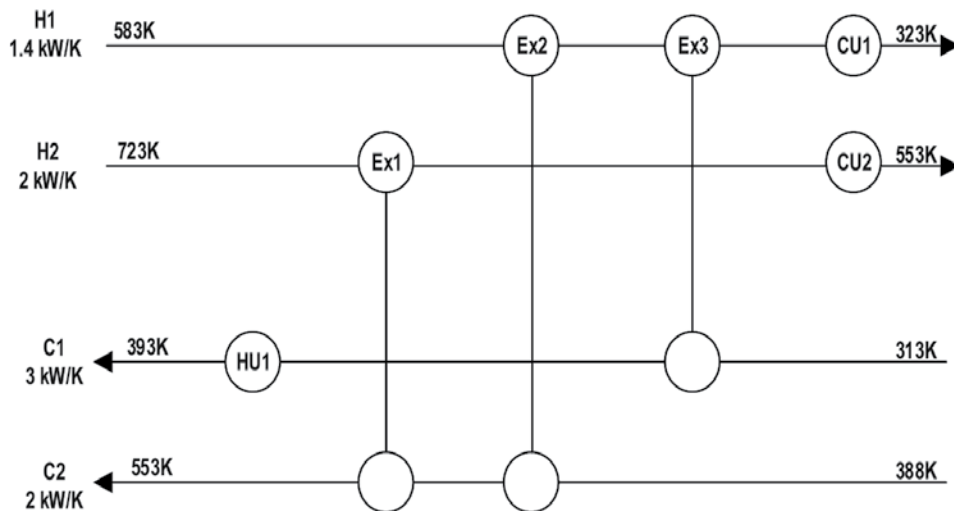 H1
1.4 kW/K
583K
Ex2
Ex3
CU1
323K
H2
2 kW/K
723K
Ex1
CU2
553K
C1
3 kW/K
393K
HU1
313K
C2
2 kW/K
553K
388K